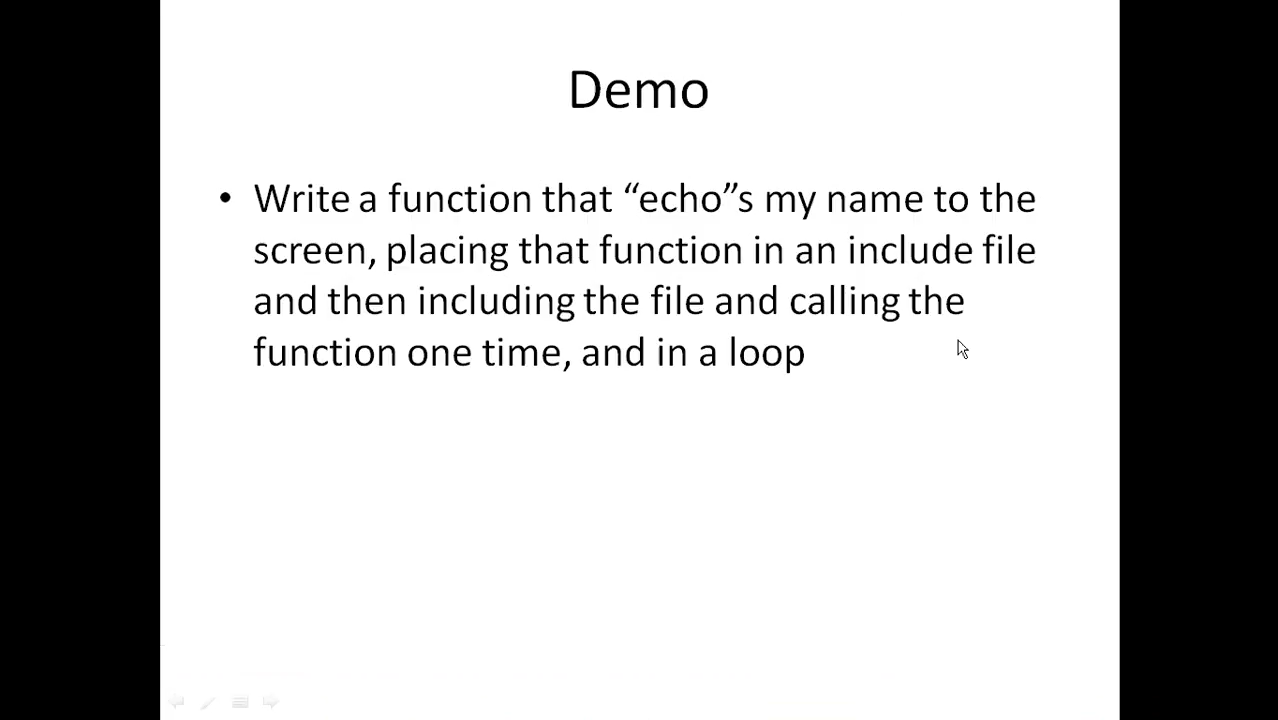 Demo
• Write a function that “echo”s my name to the
screen, placing that function in an include file
and then including the file and calling the
function one time, and in a loop